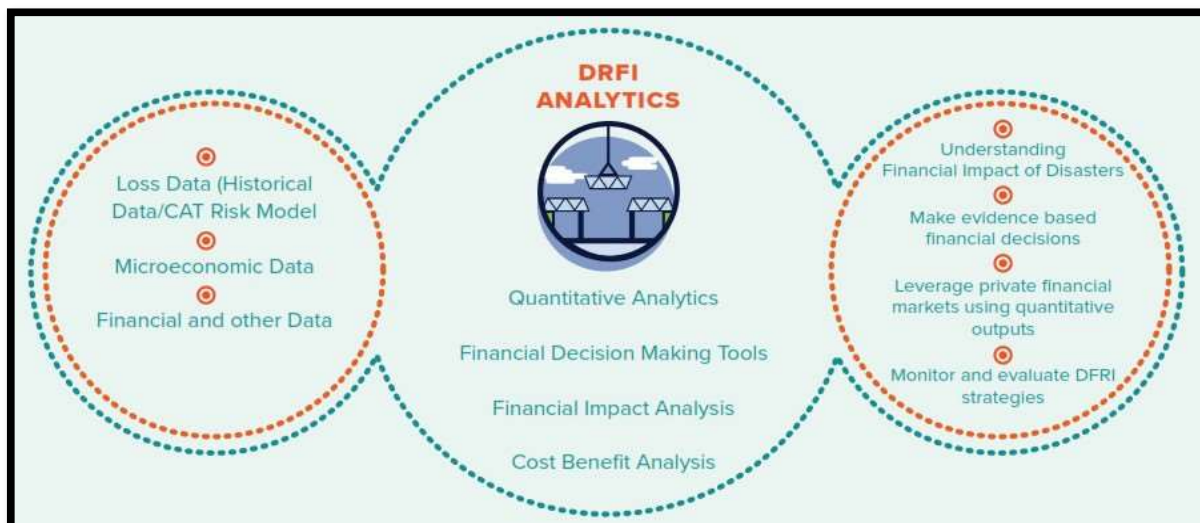 Loss Data (Historical
Data/CAT Risk Model
Microeconomic Data
Financial and other Data
DRFI
ANALYTICS
Quantitative Analytics
Financial Decision Making Tools
Financial Impact Analysis
Cost Benefit Analysis
Understanding
Financial Impact of Disasters
Make evidence based
financial decisions
Leverage private financial
markets using quantitative
outputs
Monitor and evaluate DFRI
strategies